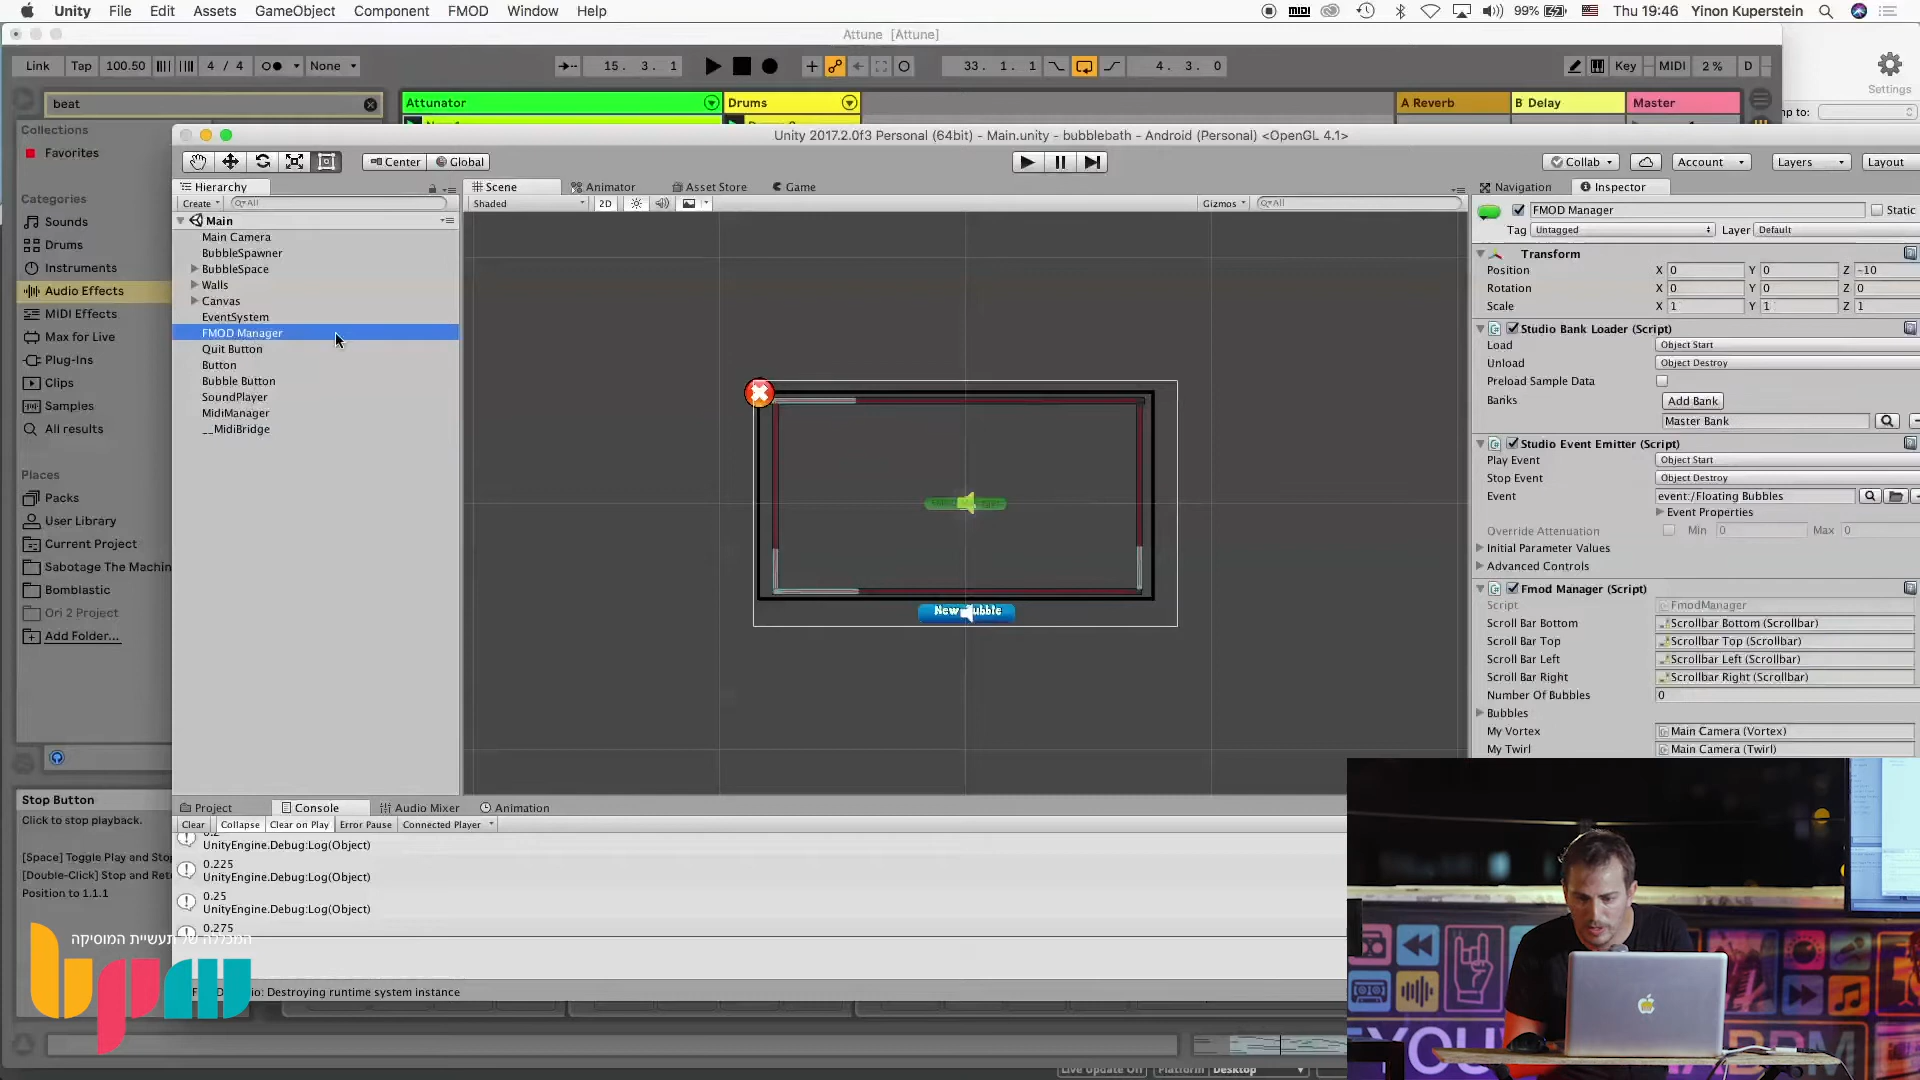 Unity File Edit Assets GameObject Component FMOD Window Help
99% Thu 19:46 Yinon Kuperstein
Attune [Attune]
Link Tap 100.50 4 / 4 None 15. 3. 1 33. 1. 1 4. 3. 0 Key MIDI 2 % D
Settings
beat
Attunator Drums A Reverb B Delay Master
Collections
Favorites
Categories
Sounds
Drums
Instruments
Audio Effects
MIDI Effects
Max for Live
Plug-Ins
Clips
Samples
All results
Places
Packs
User Library
Current Project
Sabotage The Machin
Bombblastic
Ori 2 Project
Add Folder...
Stop Button
Click to stop playback.
[Space] Toggle Play and Stop
[Double-Click] Stop and Ret
Position to 1.1.1
Unity 2017.2.0f3 Personal (64bit) - Main.unity - bubblebath - Android (Personal) <OpenGL 4.1>
Center Global
Collab Account Layers Layout
Hierarchy
Create All
Main
Main Camera
BubbleSpawner
BubbleSpace
Walls
Canvas
EventSystem
FMOD Manager
Quit Button
Button
Bubble Button
SoundPlayer
MidiManager
__MidiBridge
Scene Animator Asset Store Game
Shaded 2D Gizmos All
New Bubble
Navigation Inspector
FMOD Manager Static
Tag Untagged Layer Default
Transform
Position X 0 Y 0 Z -10
Rotation X 0 Y 0 Z 0
Scale X 1 Y 1 Z 1
Studio Bank Loader (Script)
Load Object Start
Unload Object Destroy
Preload Sample Data
Banks Add Bank
Master Bank
Studio Event Emitter (Script)
Play Event Object Start
Stop Event Object Destroy
Event event:/Floating Bubbles
Event Properties
Override Attenuation Min 0 Max 0
Initial Parameter Values
Advanced Controls
Fmod Manager (Script)
Script FmodManager
Scroll Bar Bottom Scrollbar Bottom (Scrollbar)
Scroll Bar Top Scrollbar Top (Scrollbar)
Scroll Bar Left Scrollbar Left (Scrollbar)
Scroll Bar Right Scrollbar Right (Scrollbar)
Number Of Bubbles 0
Bubbles
My Vortex Main Camera (Vortex)
My Twirl Main Camera (Twirl)
Project Console Audio Mixer Animation
Clear Collapse Clear on Play Error Pause Connected Player
0.2
UnityEngine.Debug:Log(Object)
0.225
UnityEngine.Debug:Log(Object)
0.25
UnityEngine.Debug:Log(Object)
0.275
: Destroying runtime system instance
Live Update Off Platform Desktop
המכללה של תעשיית המוסיקה
bpm
YOU BPM